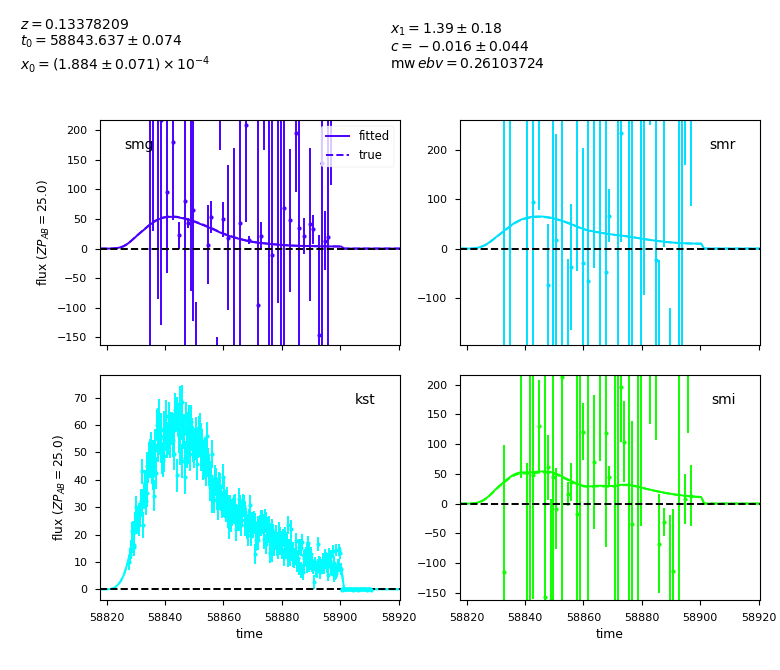 z = 0.13378209
t0 = 58843.637 ± 0.074
x0 = (1.884 ± 0.071) × 10^−4
x1 = 1.39 ± 0.18
c = −0.016 ± 0.044
mw ebv = 0.26103724
smg
fitted
true
200
150
100
50
0
−50
−100
−150
flux (ZP_AB = 25.0)
smr
200
100
0
−100
kst
70
60
50
40
30
20
10
0
flux (ZP_AB = 25.0)
58820 58840 58860 58880 58900 58920
time
smi
200
150
100
50
0
−50
−100
−150
58820 58840 58860 58880 58900 58920
time